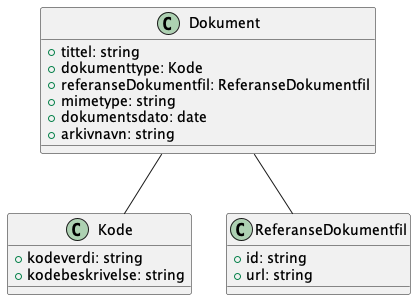 C Dokument
tittel: string
dokumenttype: Kode
referanseDokumentfil: ReferanseDokumentfil
mimetype: string
dokumentsdato: date
arkivnavn: string
C Kode
kodeverdi: string
kodebeskrivelse: string
C ReferanseDokumentfil
id: string
url: string